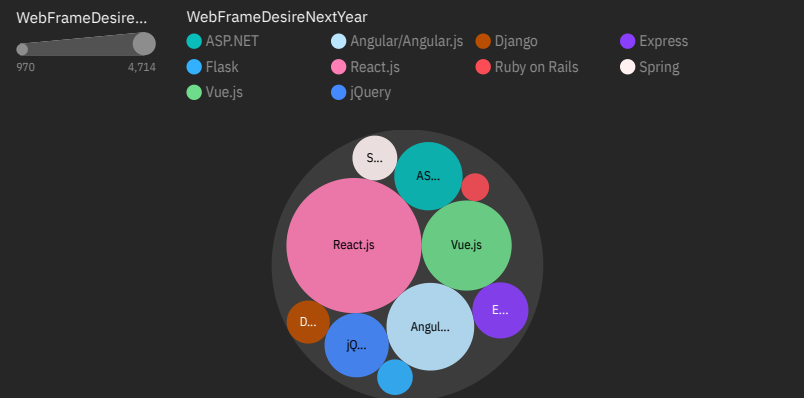 WebFrameDesire...
970 4,714
WebFrameDesireNextYear
ASP.NET Angular/Angular.js Django Express
Flask React.js Ruby on Rails Spring
Vue.js jQuery
S...
AS...
React.js
Vue.js
E...
D...
Angul...
jQ...